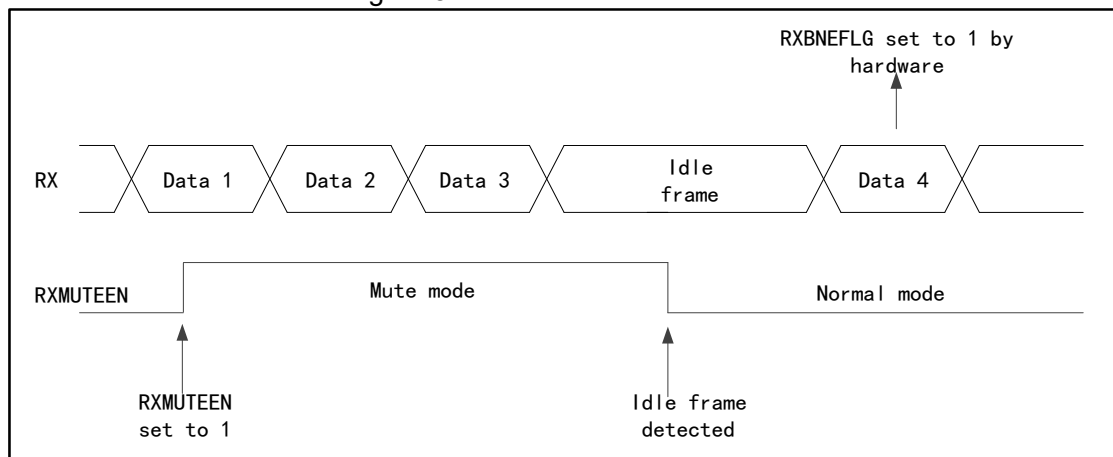 RXBNEFLG set to 1 by
hardware
RX
Data 1
Data 2
Data 3
Idle
frame
Data 4
RXMUTEEN
Mute mode
Normal mode
RXMUTEEN
set to 1
Idle frame
detected